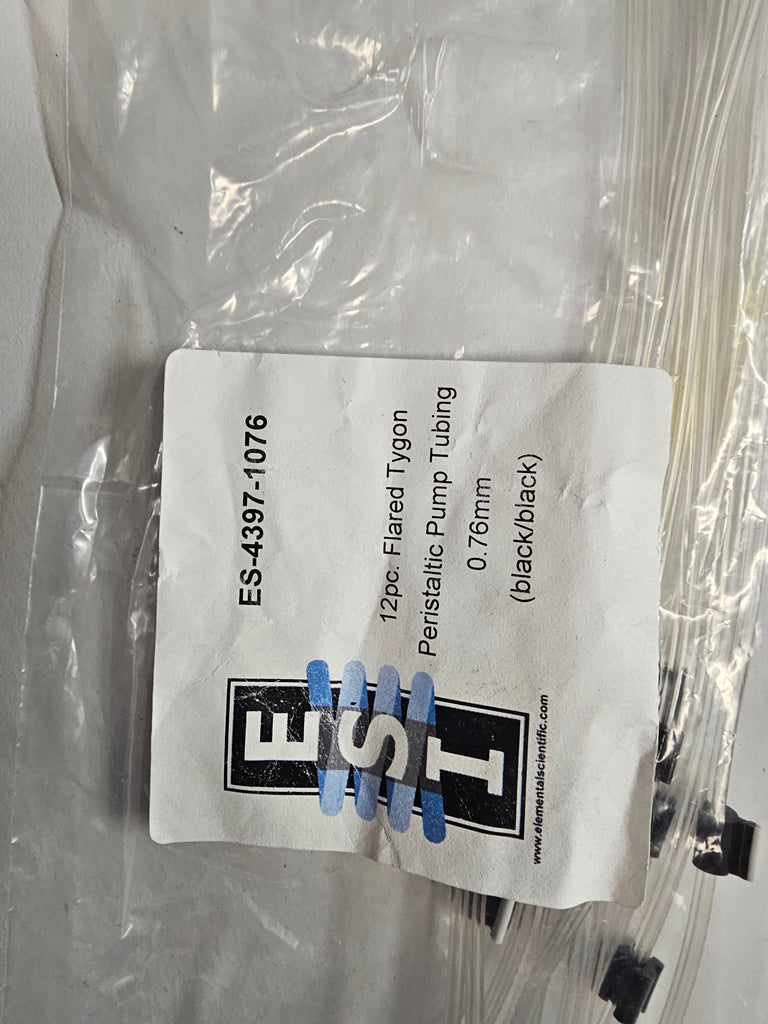 ESI
www.elementalscientific.com
ES-4397-1076
12pc. Flared Tygon
Peristaltic Pump Tubing
0.76mm
(black/black)